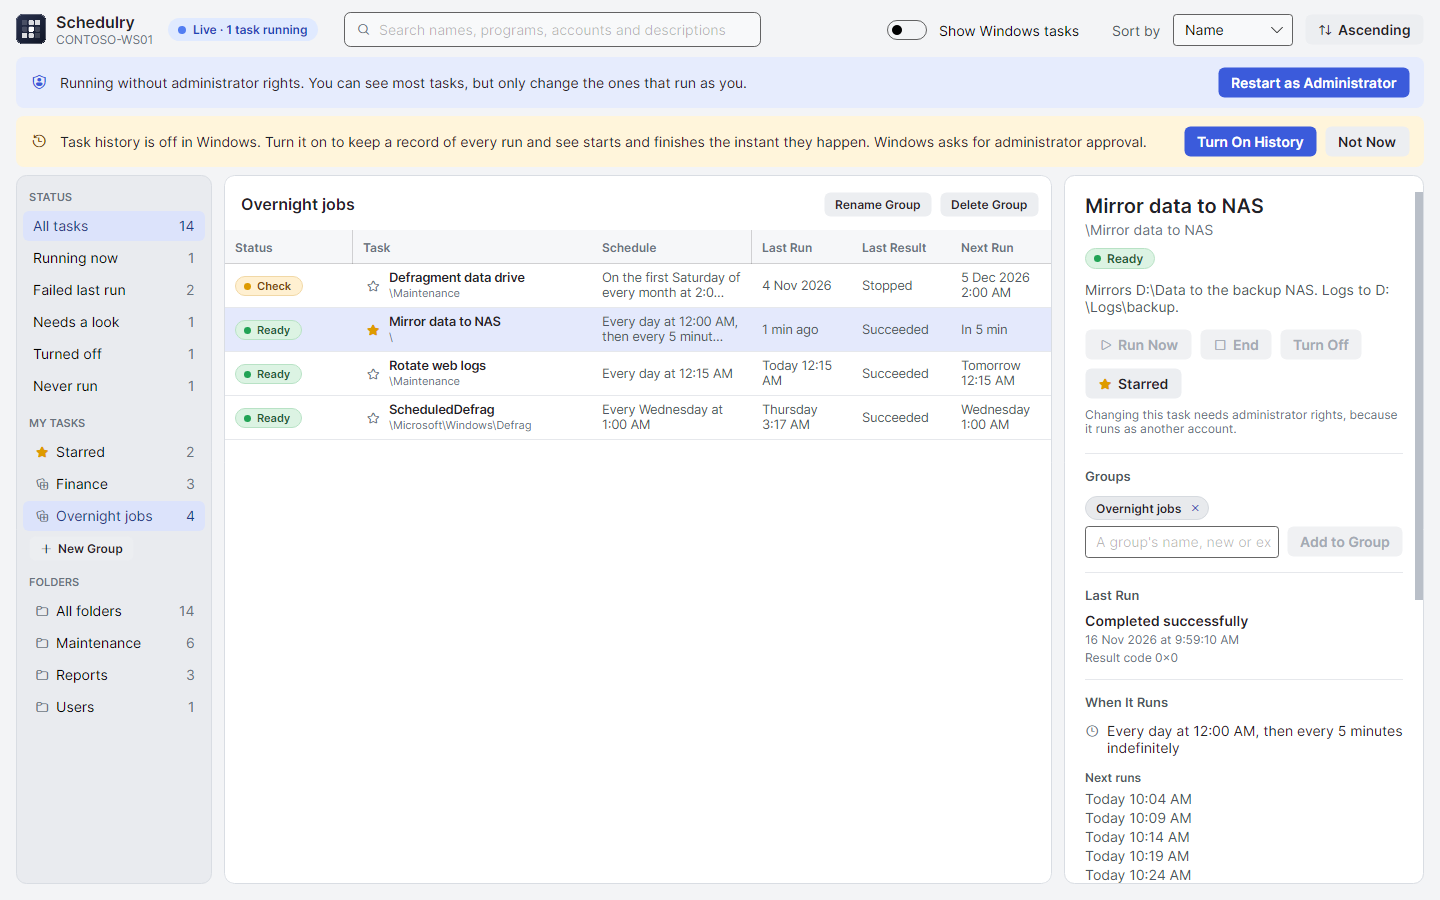 Schedulry
CONTOSO-WS01
Live · 1 task running
Search names, programs, accounts and descriptions
Show Windows tasks
Sort by
Name
Ascending
Running without administrator rights. You can see most tasks, but only change the ones that run as you.
Restart as Administrator
Task history is off in Windows. Turn it on to keep a record of every run and see starts and finishes the instant they happen. Windows asks for administrator approval.
Turn On History
Not Now
STATUS
All tasks 14
Running now 1
Failed last run 2
Needs a look 1
Turned off 1
Never run 1
MY TASKS
Starred 2
Finance 3
Overnight jobs 4
New Group
FOLDERS
All folders 14
Maintenance 6
Reports 3
Users 1
Overnight jobs
Rename Group
Delete Group
Status Task Schedule Last Run Last Result Next Run
Check
Defragment data drive
\Maintenance
On the first Saturday of
every month at 2:0...
4 Nov 2026
Stopped
5 Dec 2026
2:00 AM
Ready
Mirror data to NAS
\
Every day at 12:00 AM,
then every 5 minut...
1 min ago
Succeeded
In 5 min
Ready
Rotate web logs
\Maintenance
Every day at 12:15 AM
Today 12:15
AM
Succeeded
Tomorrow
12:15 AM
Ready
ScheduledDefrag
\Microsoft\Windows\Defrag
Every Wednesday at
1:00 AM
Thursday
3:17 AM
Succeeded
Wednesday
1:00 AM
Mirror data to NAS
\Mirror data to NAS
Ready
Mirrors D:\Data to the backup NAS. Logs to D:
\Logs\backup.
Run Now
End
Turn Off
Starred
Changing this task needs administrator rights, because
it runs as another account.
Groups
Overnight jobs ×
A group's name, new or ex
Add to Group
Last Run
Completed successfully
16 Nov 2026 at 9:59:10 AM
Result code 0×0
When It Runs
Every day at 12:00 AM, then every 5 minutes
indefinitely
Next runs
Today 10:04 AM
Today 10:09 AM
Today 10:14 AM
Today 10:19 AM
Today 10:24 AM